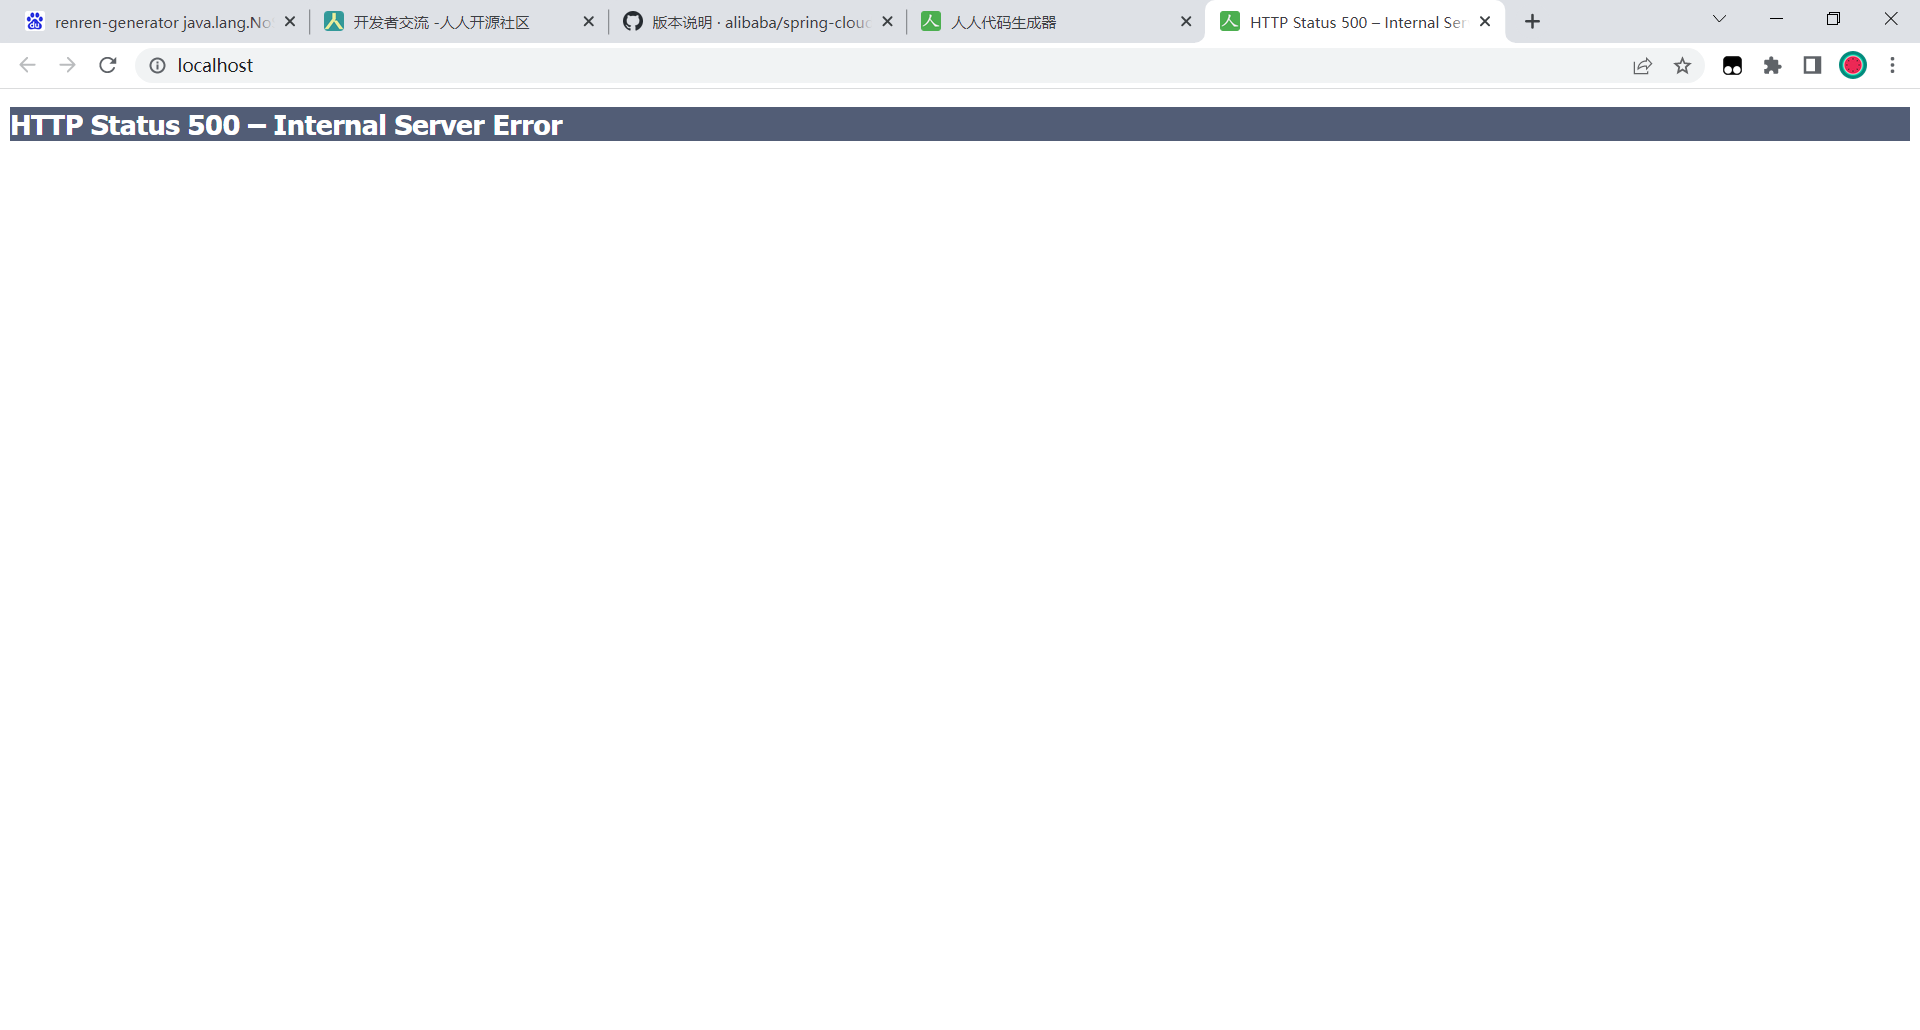 renren-generator java.lang.No
开发者交流 -人人开源社区
版本说明 · alibaba/spring-clou
人人代码生成器
HTTP Status 500 – Internal Ser
localhost
HTTP Status 500 – Internal Server Error